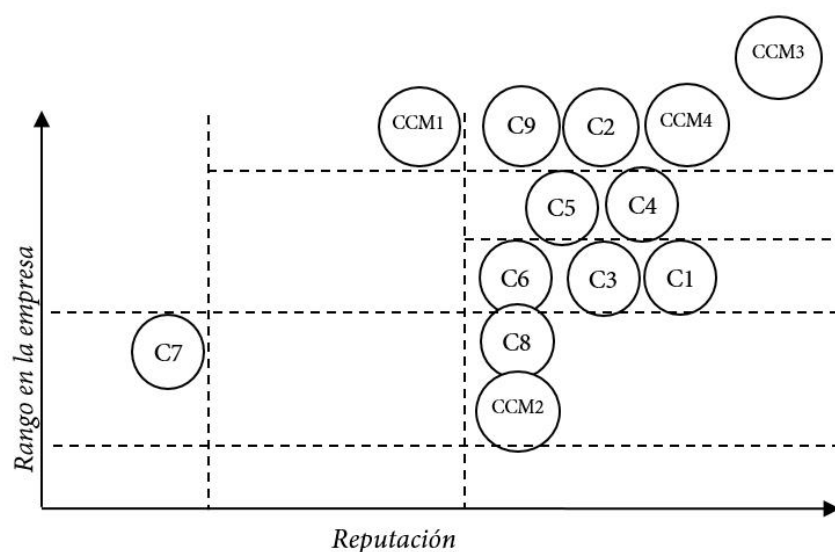 CCM3
CCM1
C9
C2
CCM4
C5
C4
C6
C3
C1
C7
C8
CCM2
Rango en la empresa
Reputación